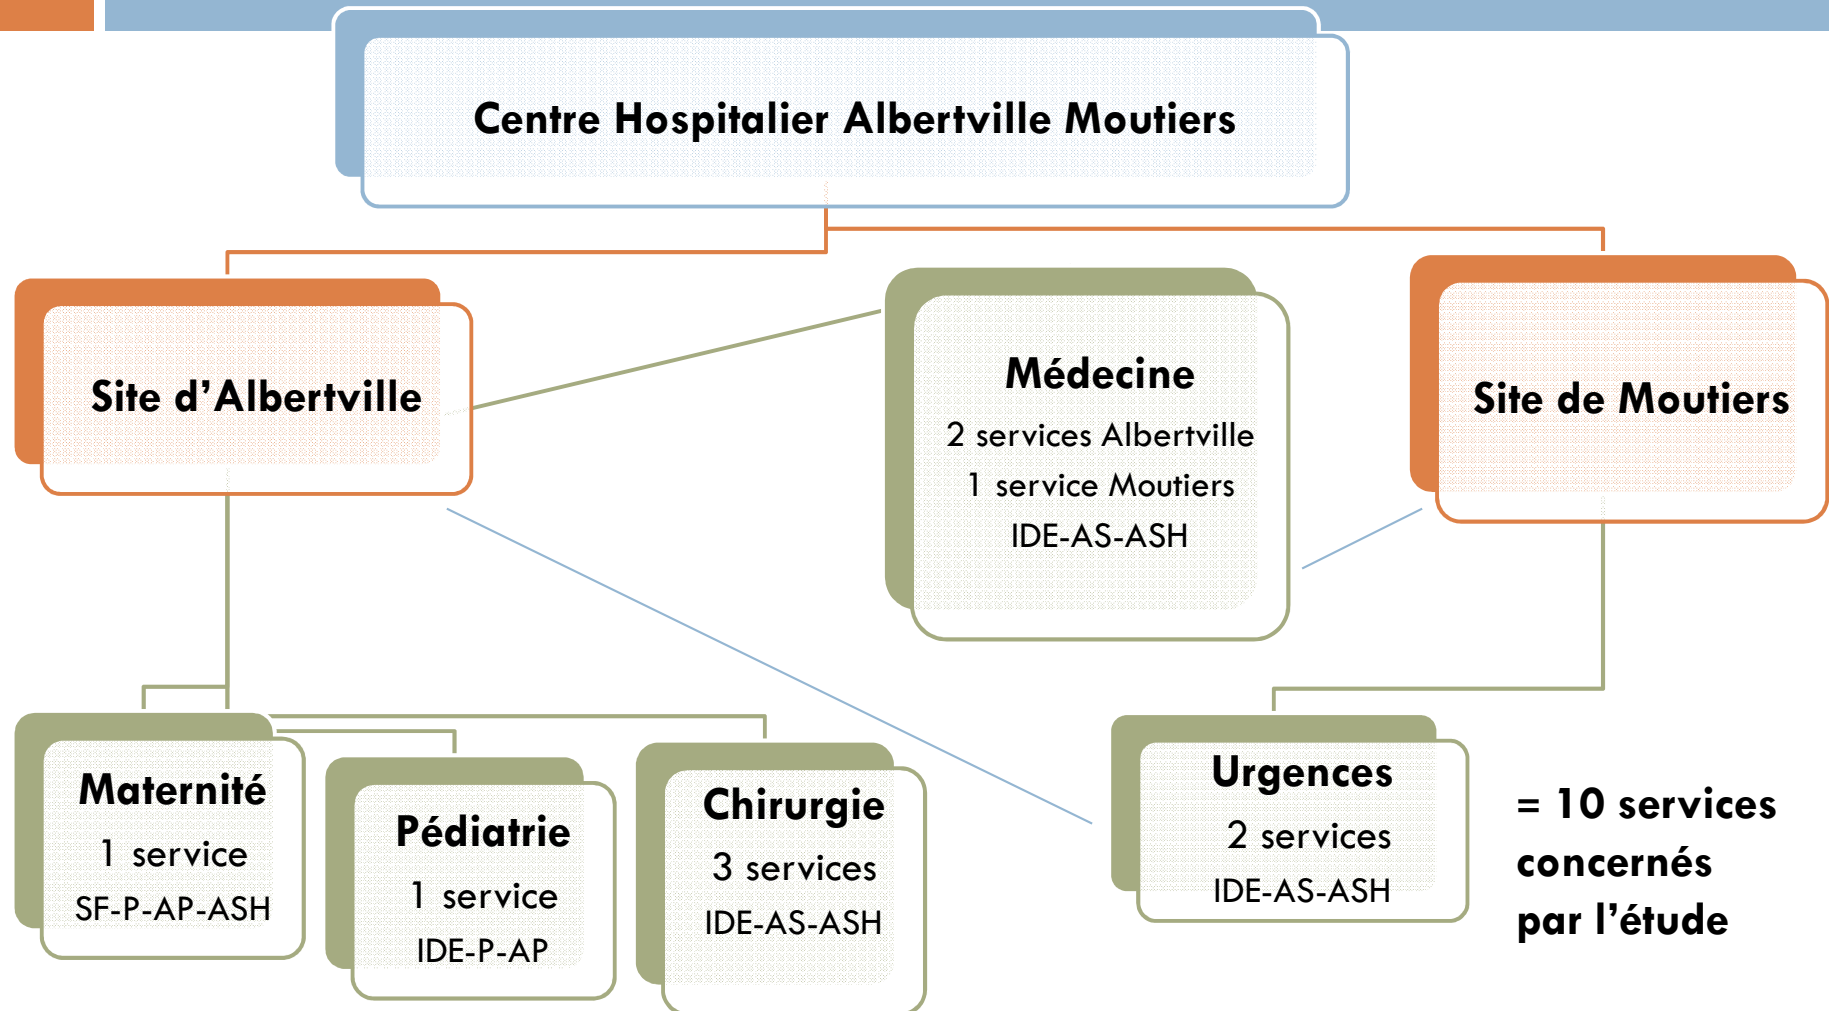 Centre Hospitalier Albertville Moutiers
Site d’Albertville
Médecine
2 services Albertville
1 service Moutiers
IDE-AS-ASH
Site de Moutiers
Maternité
1 service
SF-P-AP-ASH
Pédiatrie
1 service
IDE-P-AP
Chirurgie
3 services
IDE-AS-ASH
Urgences
2 services
IDE-AS-ASH
= 10 services
concernés
par l’étude